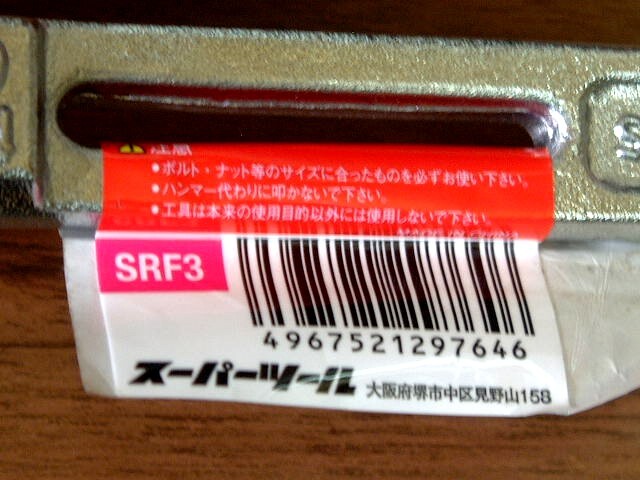 注意
•ボルト・ナット等のサイズに合ったものを必ずお使い下さい。
•ハンマー代わりに叩かないで下さい。
•工具は本来の使用目的以外には使用しないで下さい。
SRF3
4967521297646
スーパーツール 大阪府堺市中区見野山158